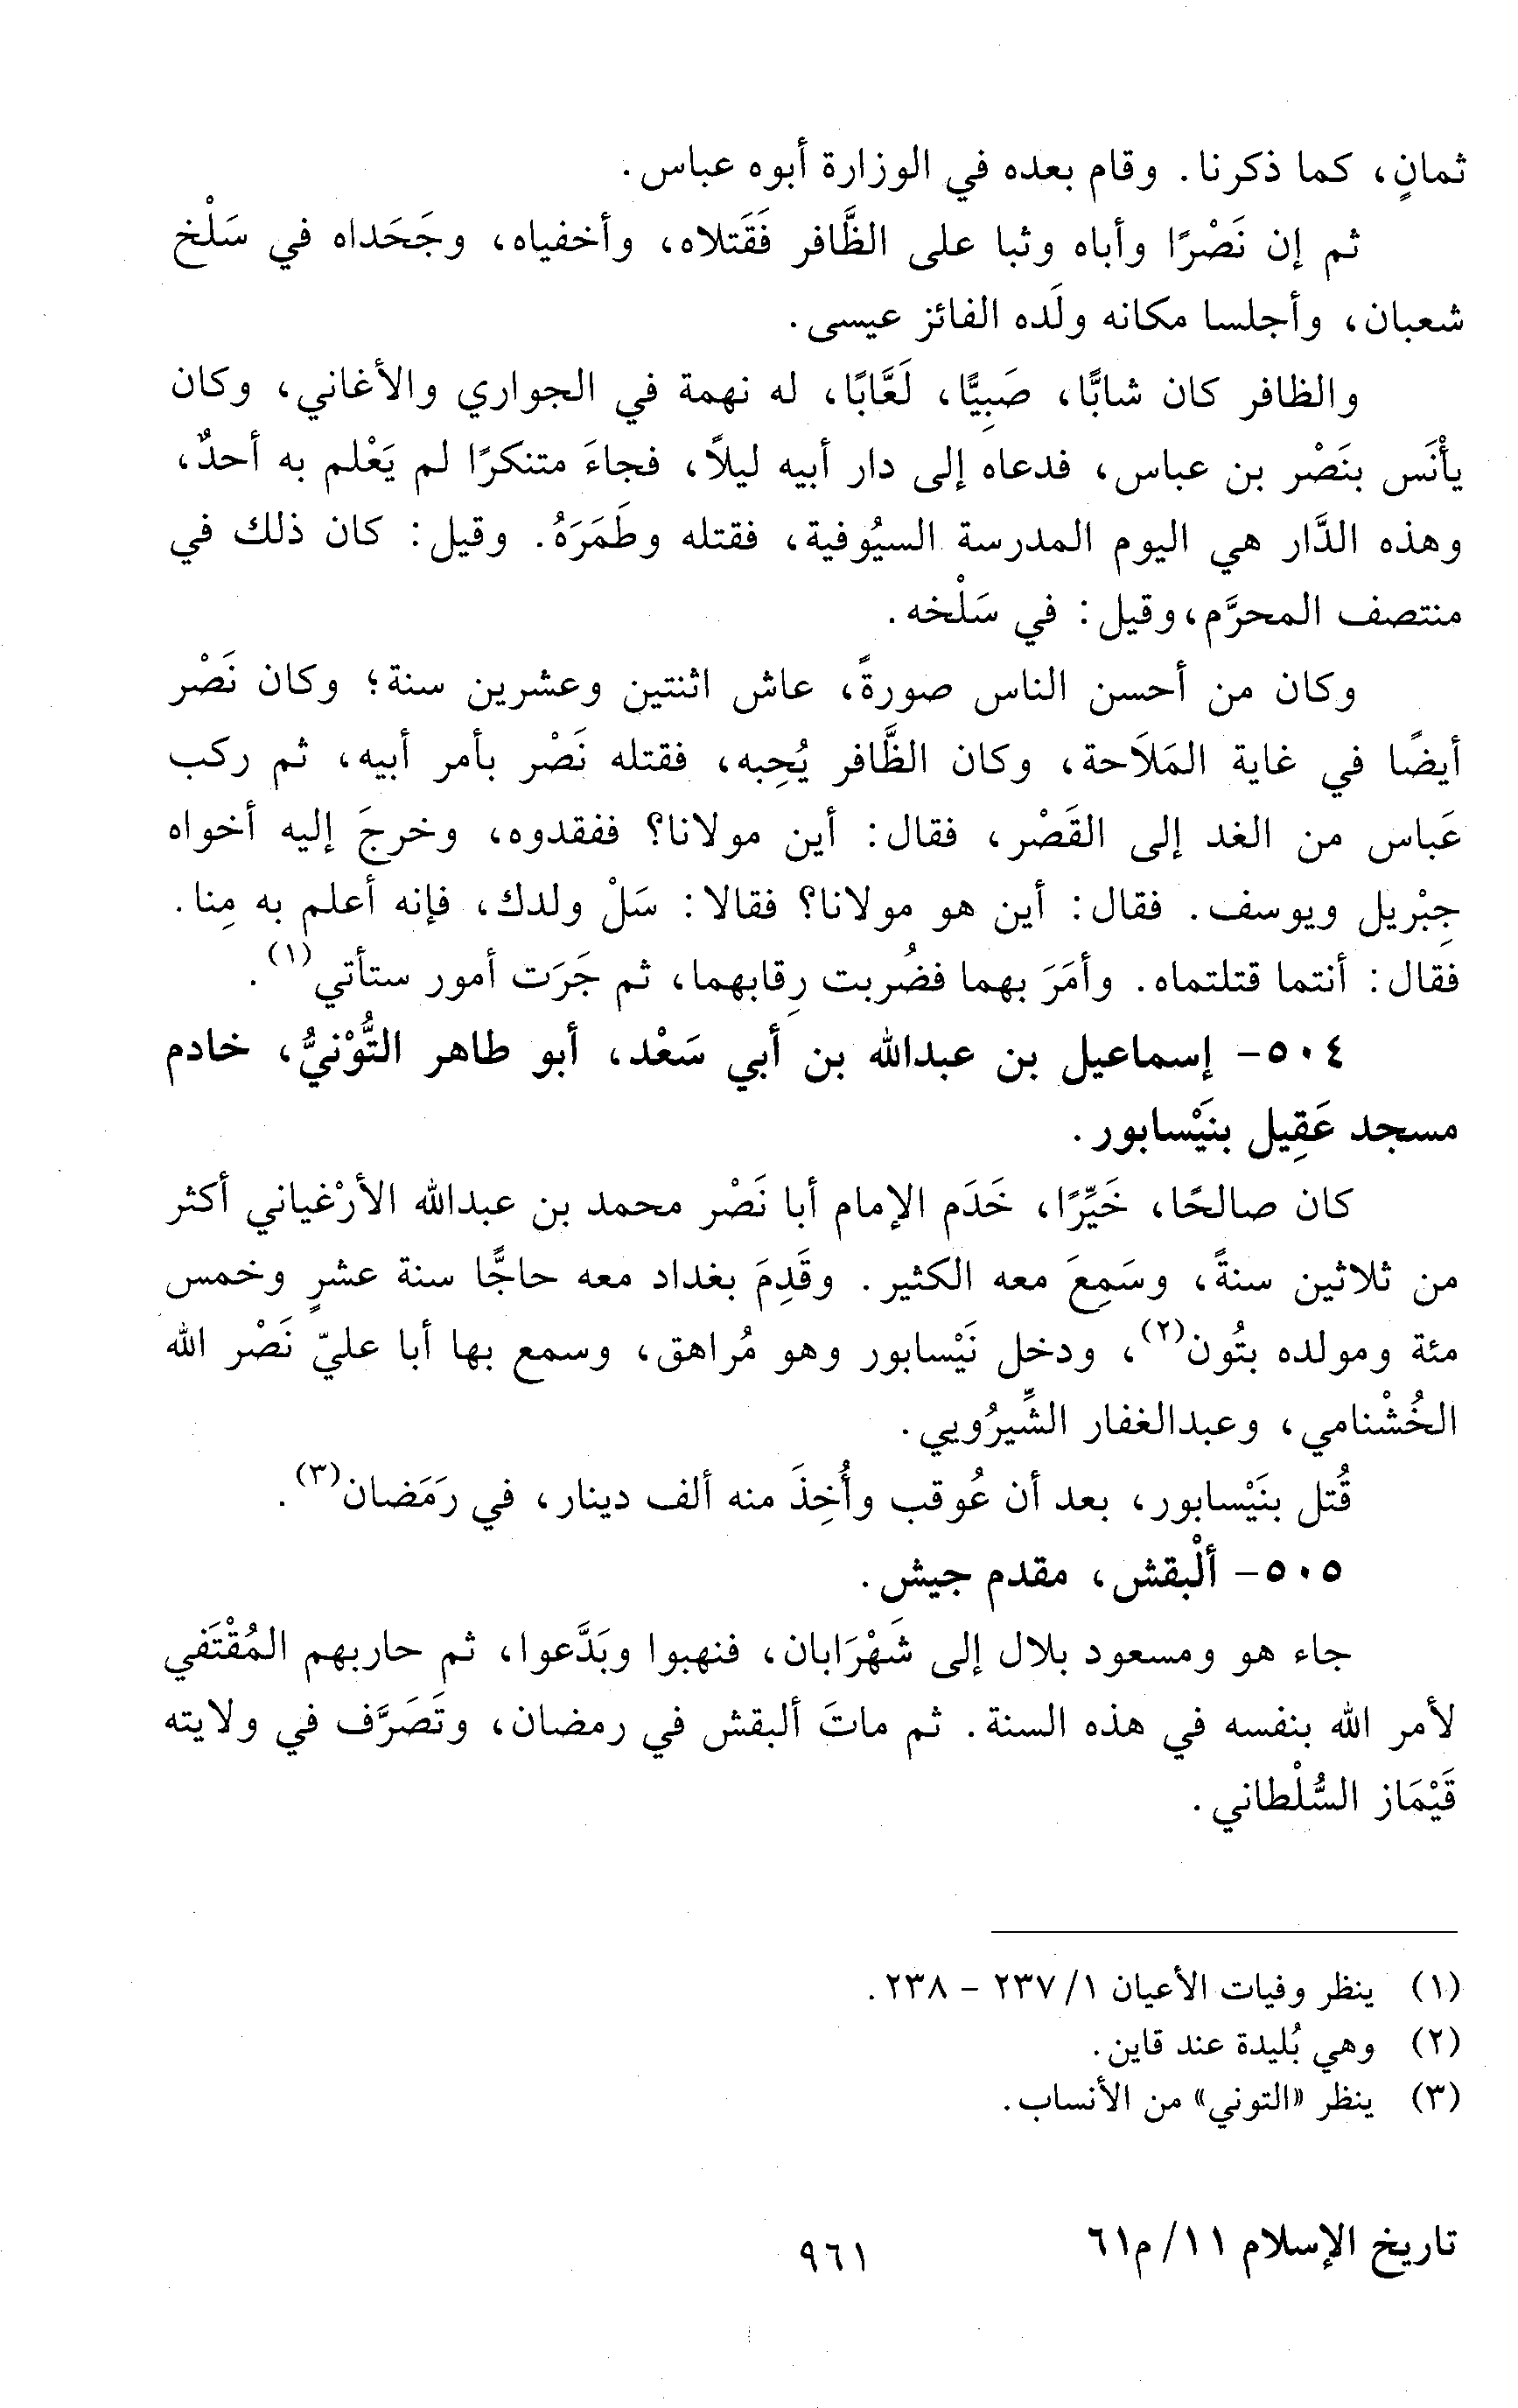 ثمانٍ، كما ذكرنا. وقام بعده في الوزارة أبوه عباس.
ثم إن نَصْرًا وأباه وثبا على الظَّافر فَقَتلاه، وأخفياه، وجَحَداه في سَلْخ
شعبان، وأجلسا مكانه ولَده الفائز عيسى.
والظافر كان شابًّا، صَبِيًّا، لَعَّابًا، له نهمة في الجواري والأغاني، وكان
يأْنَس بنَصْر بن عباس، فدعاه إلى دار أبيه ليلاً، فجاءَ متنكرًا لم يَعْلم به أحدٌ،
وهذه الدَّار هي اليوم المدرسة السيُوفية، فقتله وطَمَرَهُ. وقيل: كان ذلك في
منتصف المحرَّم، وقيل: في سَلْخه.
وكان من أحسن الناس صورةً، عاش اثنتين وعشرين سنة؛ وكان نَصْر
أيضًا في غاية المَلاَحة، وكان الظَّافر يُحِبه، فقتله نَصْر بأمر أبيه، ثم ركب
عَباس من الغد إلى القَصْر، فقال: أين مولانا؟ ففقدوه، وخرجَ إليه أخواه
جِبْريل ويوسف. فقال: أين هو مولانا؟ فقالا: سَلْ ولدك، فإنه أعلم به مِنا.
فقال: أنتما قتلتماه. وأمَرَ بهما فضُربت رِقابهما، ثم جَرَت أمور ستأتي(١).
٥٠٤- إسماعيل بن عبدالله بن أبي سَعْد، أبو طاهر التُّوْنيُّ، خادم
مسجد عَقِيل بنَيْسابور.
كان صالحًا، خَيِّرًا، خَدَم الإمام أبا نَصْر محمد بن عبدالله الأرْغياني أكثر
من ثلاثين سنةً، وسَمِعَ معه الكثير. وقَدِمَ بغداد معه حاجًّا سنة عشرٍ وخمس
مئة ومولده بتُون(٢)، ودخل نَيْسابور وهو مُراهق، وسمع بها أبا عليّ نَصْر الله
الخُشْنامي، وعبدالغفار الشِّيرُويي.
قُتل بنَيْسابور، بعد أن عُوقب وأُخِذَ منه ألف دينار، في رَمَضان(٣).
٥٠٥- ألْبقش، مقدم جيش.
جاء هو ومسعود بلال إلى شَهْرَابان، فنهبوا وبَدَّعوا، ثم حاربهم المُقْتَفي
لأمر الله بنفسه في هذه السنة. ثم ماتَ ألبقش في رمضان، وتَصَرَّف في ولايته
قَيْمَاز السُّلْطاني.
(١) ينظر وفيات الأعيان ١/ ٢٣٧ - ٢٣٨.
(٢) وهي بُليدة عند قاين.
(٣) ينظر «التوني» من الأنساب.
تاريخ الإسلام ١١/ م٦١
٩٦١